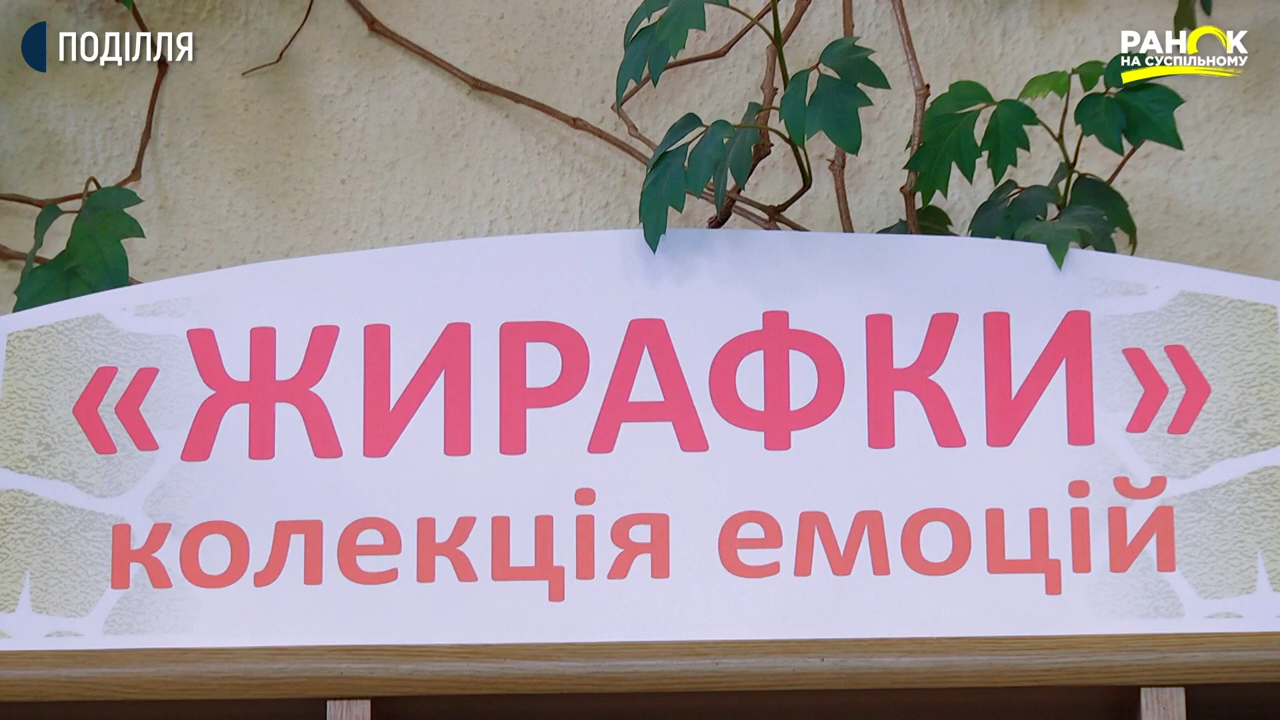 ПОДІЛЛЯ
РАНОК
НА СУСПІЛЬНОМУ
«ЖИРАФКИ»
колекція емоцій